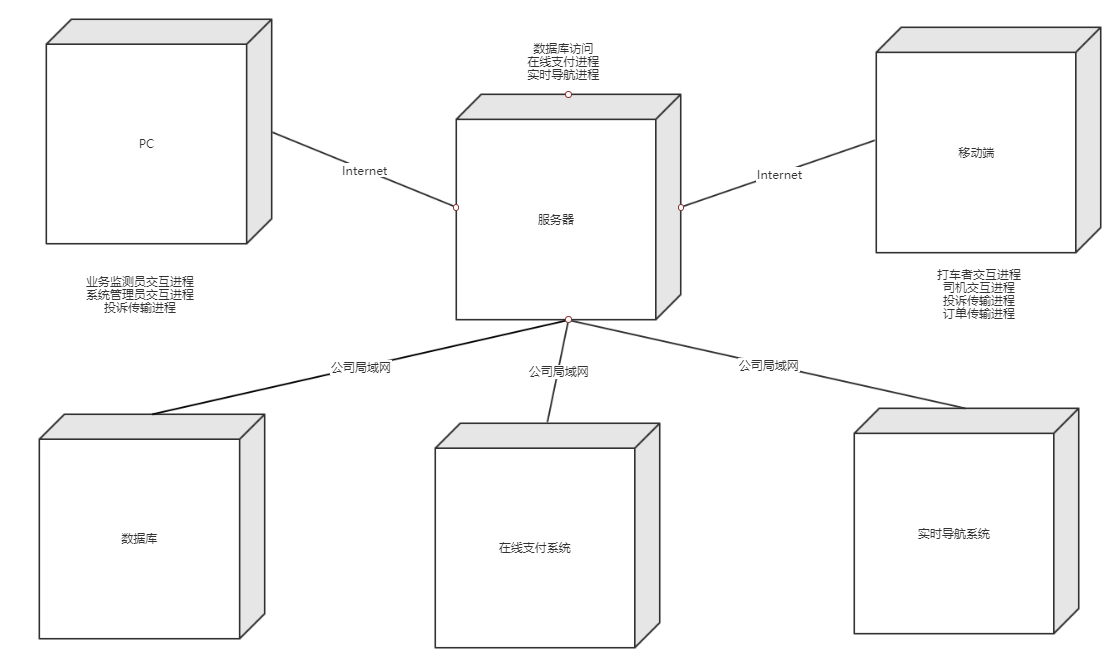 数据库访问
在线支付进程
实时导航进程
PC
移动端
Internet
Internet
服务器
业务监测员交互进程
系统管理员交互进程
投诉传输进程
打车者交互进程
司机交互进程
投诉传输进程
订单传输进程
公司局域网
公司局域网
公司局域网
数据库
在线支付系统
实时导航系统